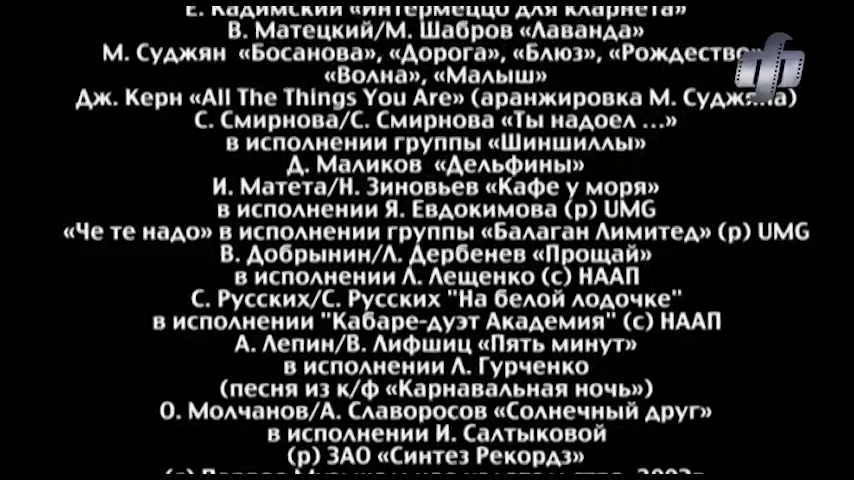 Е. Кадимский «Интермеццо для кларнета»
В. Матецкий/М. Шабров «Лаванда»
М. Суджян «Босанова», «Дорога», «Блюз», «Рождество»
«Волна», «Малыш»
Дж. Керн «All The Things You Are» (аранжировка М. Суджяна)
С. Смирнова/С. Смирнова «Ты надоел ...»
в исполнении группы «Шиншиллы»
Д. Маликов «Дельфины»
И. Матета/Н. Зиновьев «Кафе у моря»
в исполнении Я. Евдокимова (р) UMG
«Че те надо» в исполнении группы «Балаган Лимитед» (р) UMG
В. Добрынин/Л. Дербенев «Прощай»
в исполнении Л. Лещенко (с) НААП
С. Русских/С. Русских "На белой лодочке"
в исполнении "Кабаре-дуэт Академия" (с) НААП
А. Лепин/В. Лифшиц «Пять минут»
в исполнении Л. Гурченко
(песня из к/ф «Карнавальная ночь»)
О. Молчанов/А. Славоросов «Солнечный друг»
в исполнении И. Салтыковой
(р) ЗАО «Синтез Рекордз»